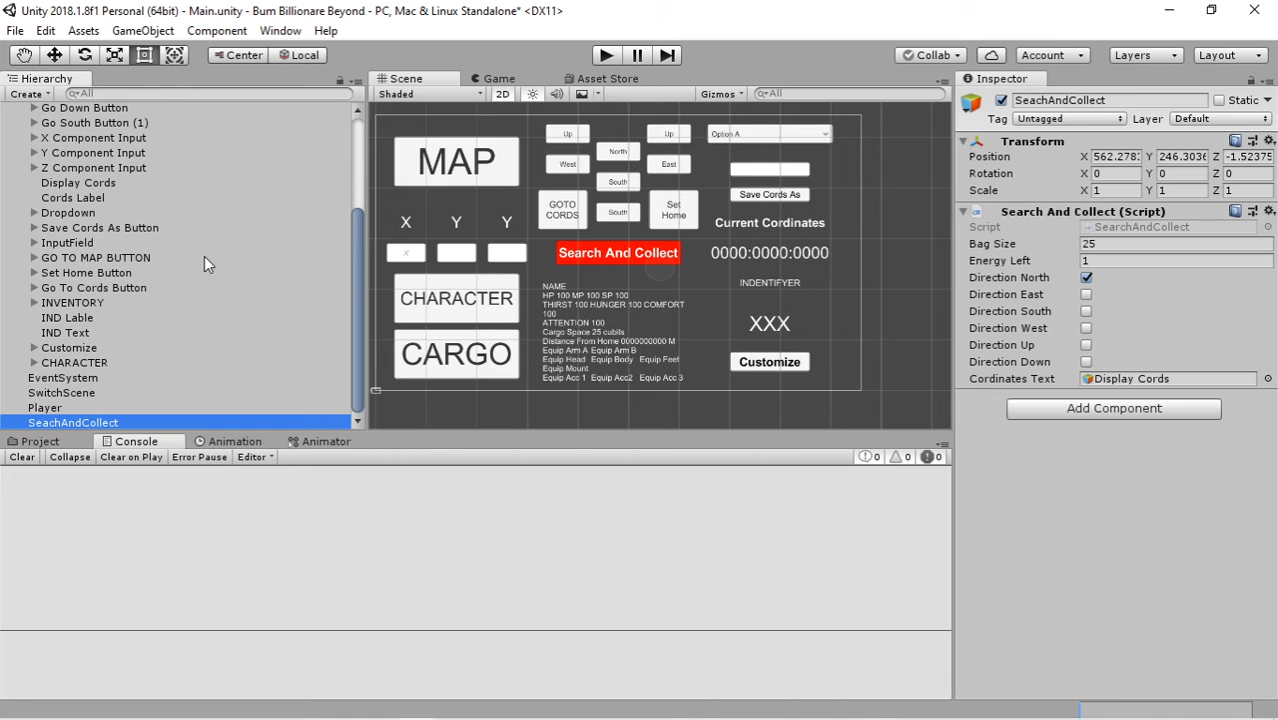 Unity 2018.1.8f1 Personal (64bit) - Main.unity - Bum Billionare Beyond - PC, Mac & Linux Standalone* <DX11>
File Edit Assets GameObject Component Window Help
Center Local Collab Account Layers Layout
Hierarchy
Create All
Go Down Button
Go South Button (1)
X Component Input
Y Component Input
Z Component Input
Display Cords
Cords Label
Dropdown
Save Cords As Button
InputField
GO TO MAP BUTTON
Set Home Button
Go To Cords Button
INVENTORY
IND Lable
IND Text
Customize
CHARACTER
EventSystem
SwitchScene
Player
SeachAndCollect
Scene Game Asset Store
Shaded 2D Gizmos All
MAP
Up Up Option A
North
West East
South
GOTO CORDS
South
Set Home
Save Cords As
X Y Y
Current Cordinates
x
Search And Collect
0000:0000:0000
CHARACTER
CARGO
NAME
HP 100 MP 100 SP 100
THIRST 100 HUNGER 100 COMFORT
100
ATTENTION 100
Cargo Space 25 cubils
Distance From Home 0000000000 M
Equip Arm A Equip Arm B
Equip Head Equip Body Equip Feet
Equip Mount
Equip Acc 1 Equip Acc2 Equip Acc 3
INDENTIFYER
XXX
Customize
Project Console Animation Animator
Clear Collapse Clear on Play Error Pause Editor 0 0 0
Inspector
SeachAndCollect Static
Tag Untagged Layer Default
Transform
Position X 562.278 Y 246.303 Z -1.52375
Rotation X 0 Y 0 Z 0
Scale X 1 Y 1 Z 1
Search And Collect (Script)
Script SearchAndCollect
Bag Size 25
Energy Left 1
Direction North
Direction East
Direction South
Direction West
Direction Up
Direction Down
Cordinates Text Display Cords
Add Component